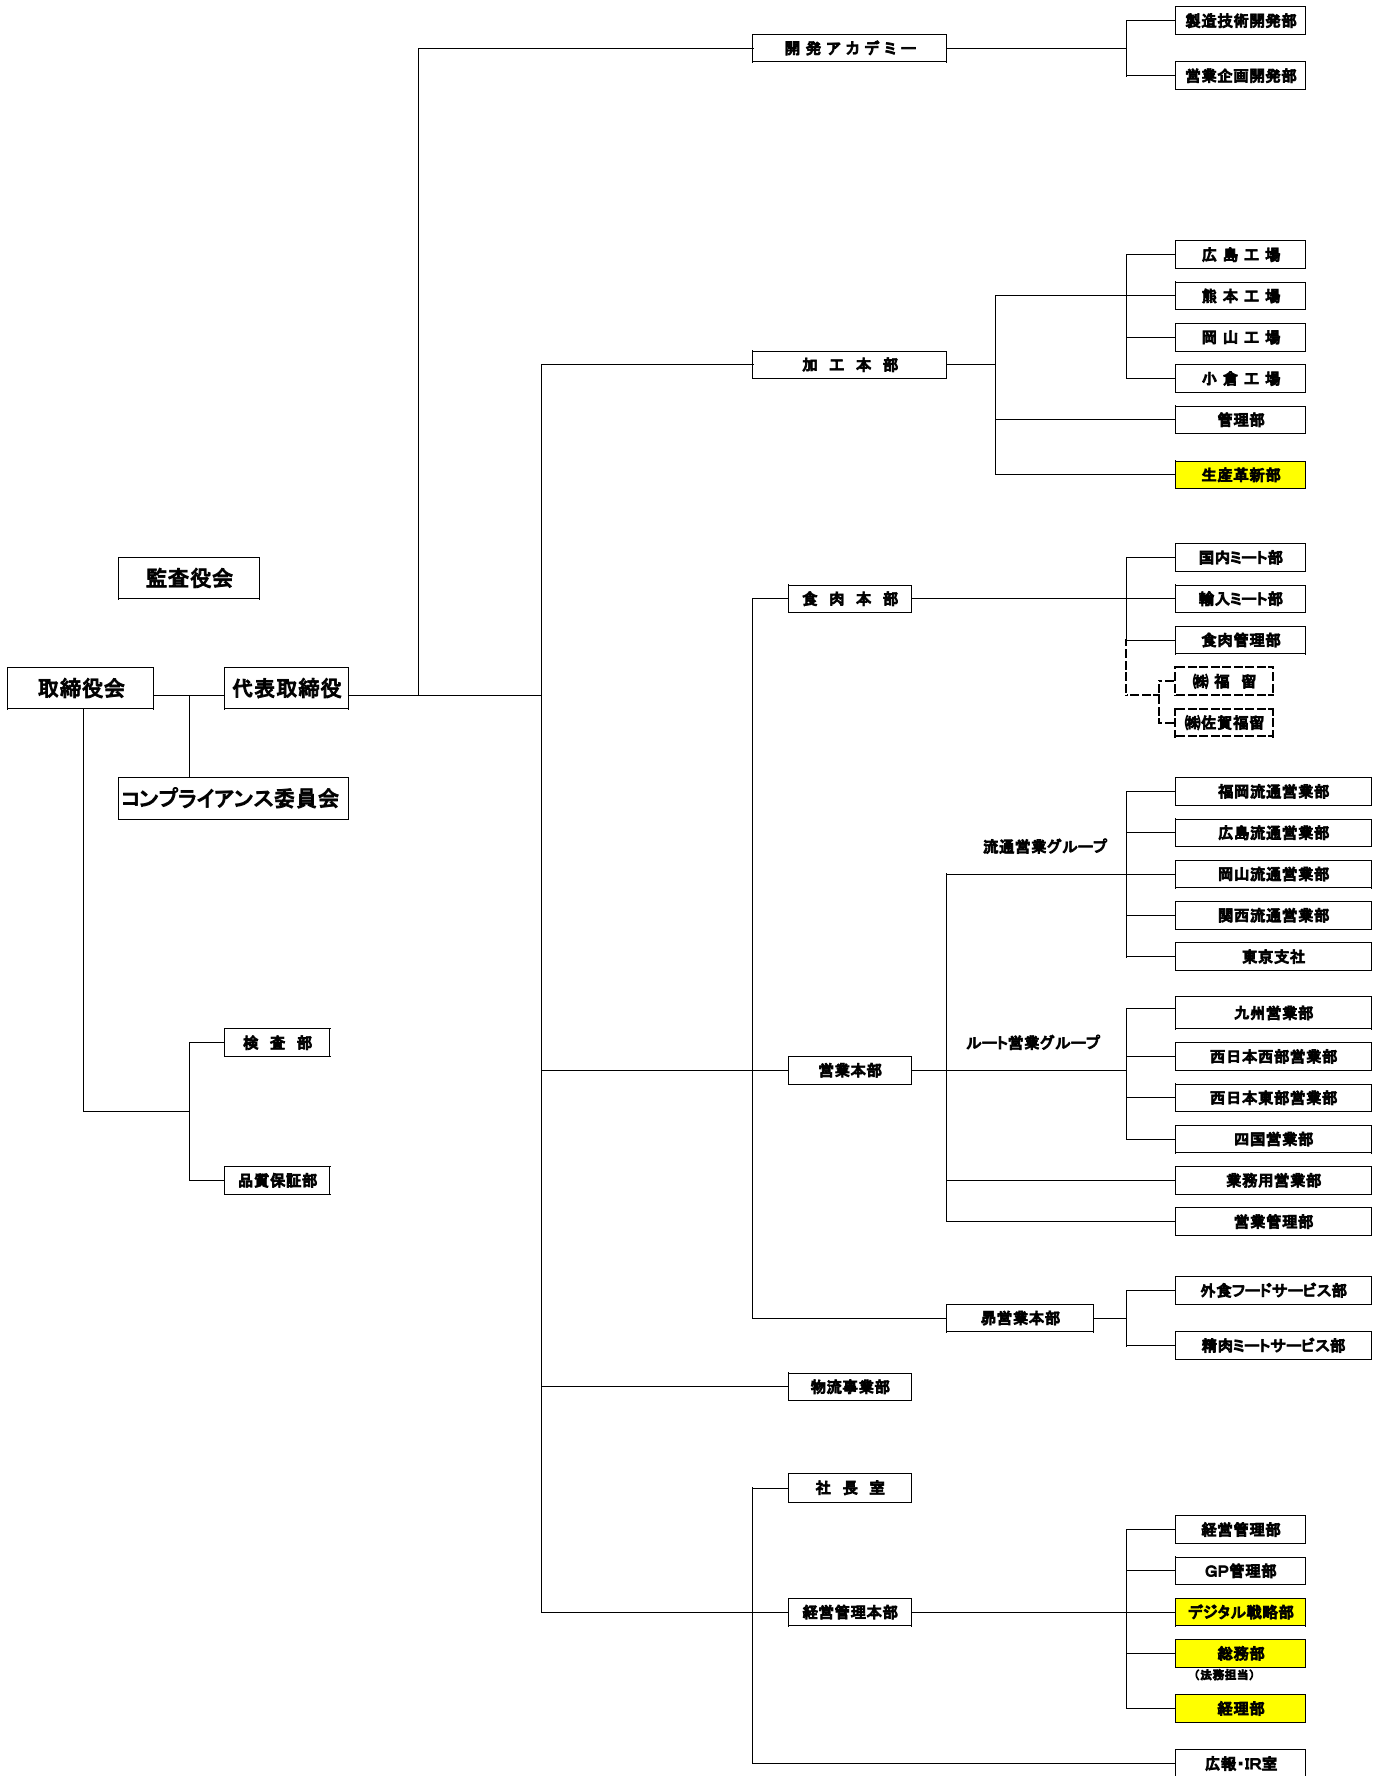 製造技術開発部
開発アカデミー
営業企画開発部
広島工場
熊本工場
岡山工場
加工本部
小倉工場
管理部
生産革新部
国内ミート部
監査役会
食肉本部
輸入ミート部
食肉管理部
㈱福留
取締役会
代表取締役
㈱佐賀福留
コンプライアンス委員会
福岡流通営業部
広島流通営業部
流通営業グループ
岡山流通営業部
関西流通営業部
東京支社
九州営業部
検査部
ルート営業グループ
西日本西部営業部
営業本部
西日本東部営業部
四国営業部
品質保証部
業務用営業部
営業管理部
外食フードサービス部
昴営業本部
精肉ミートサービス部
物流事業部
社長室
経営管理部
GP管理部
経営管理本部
デジタル戦略部
総務部
（法務担当）
経理部
広報・IR室